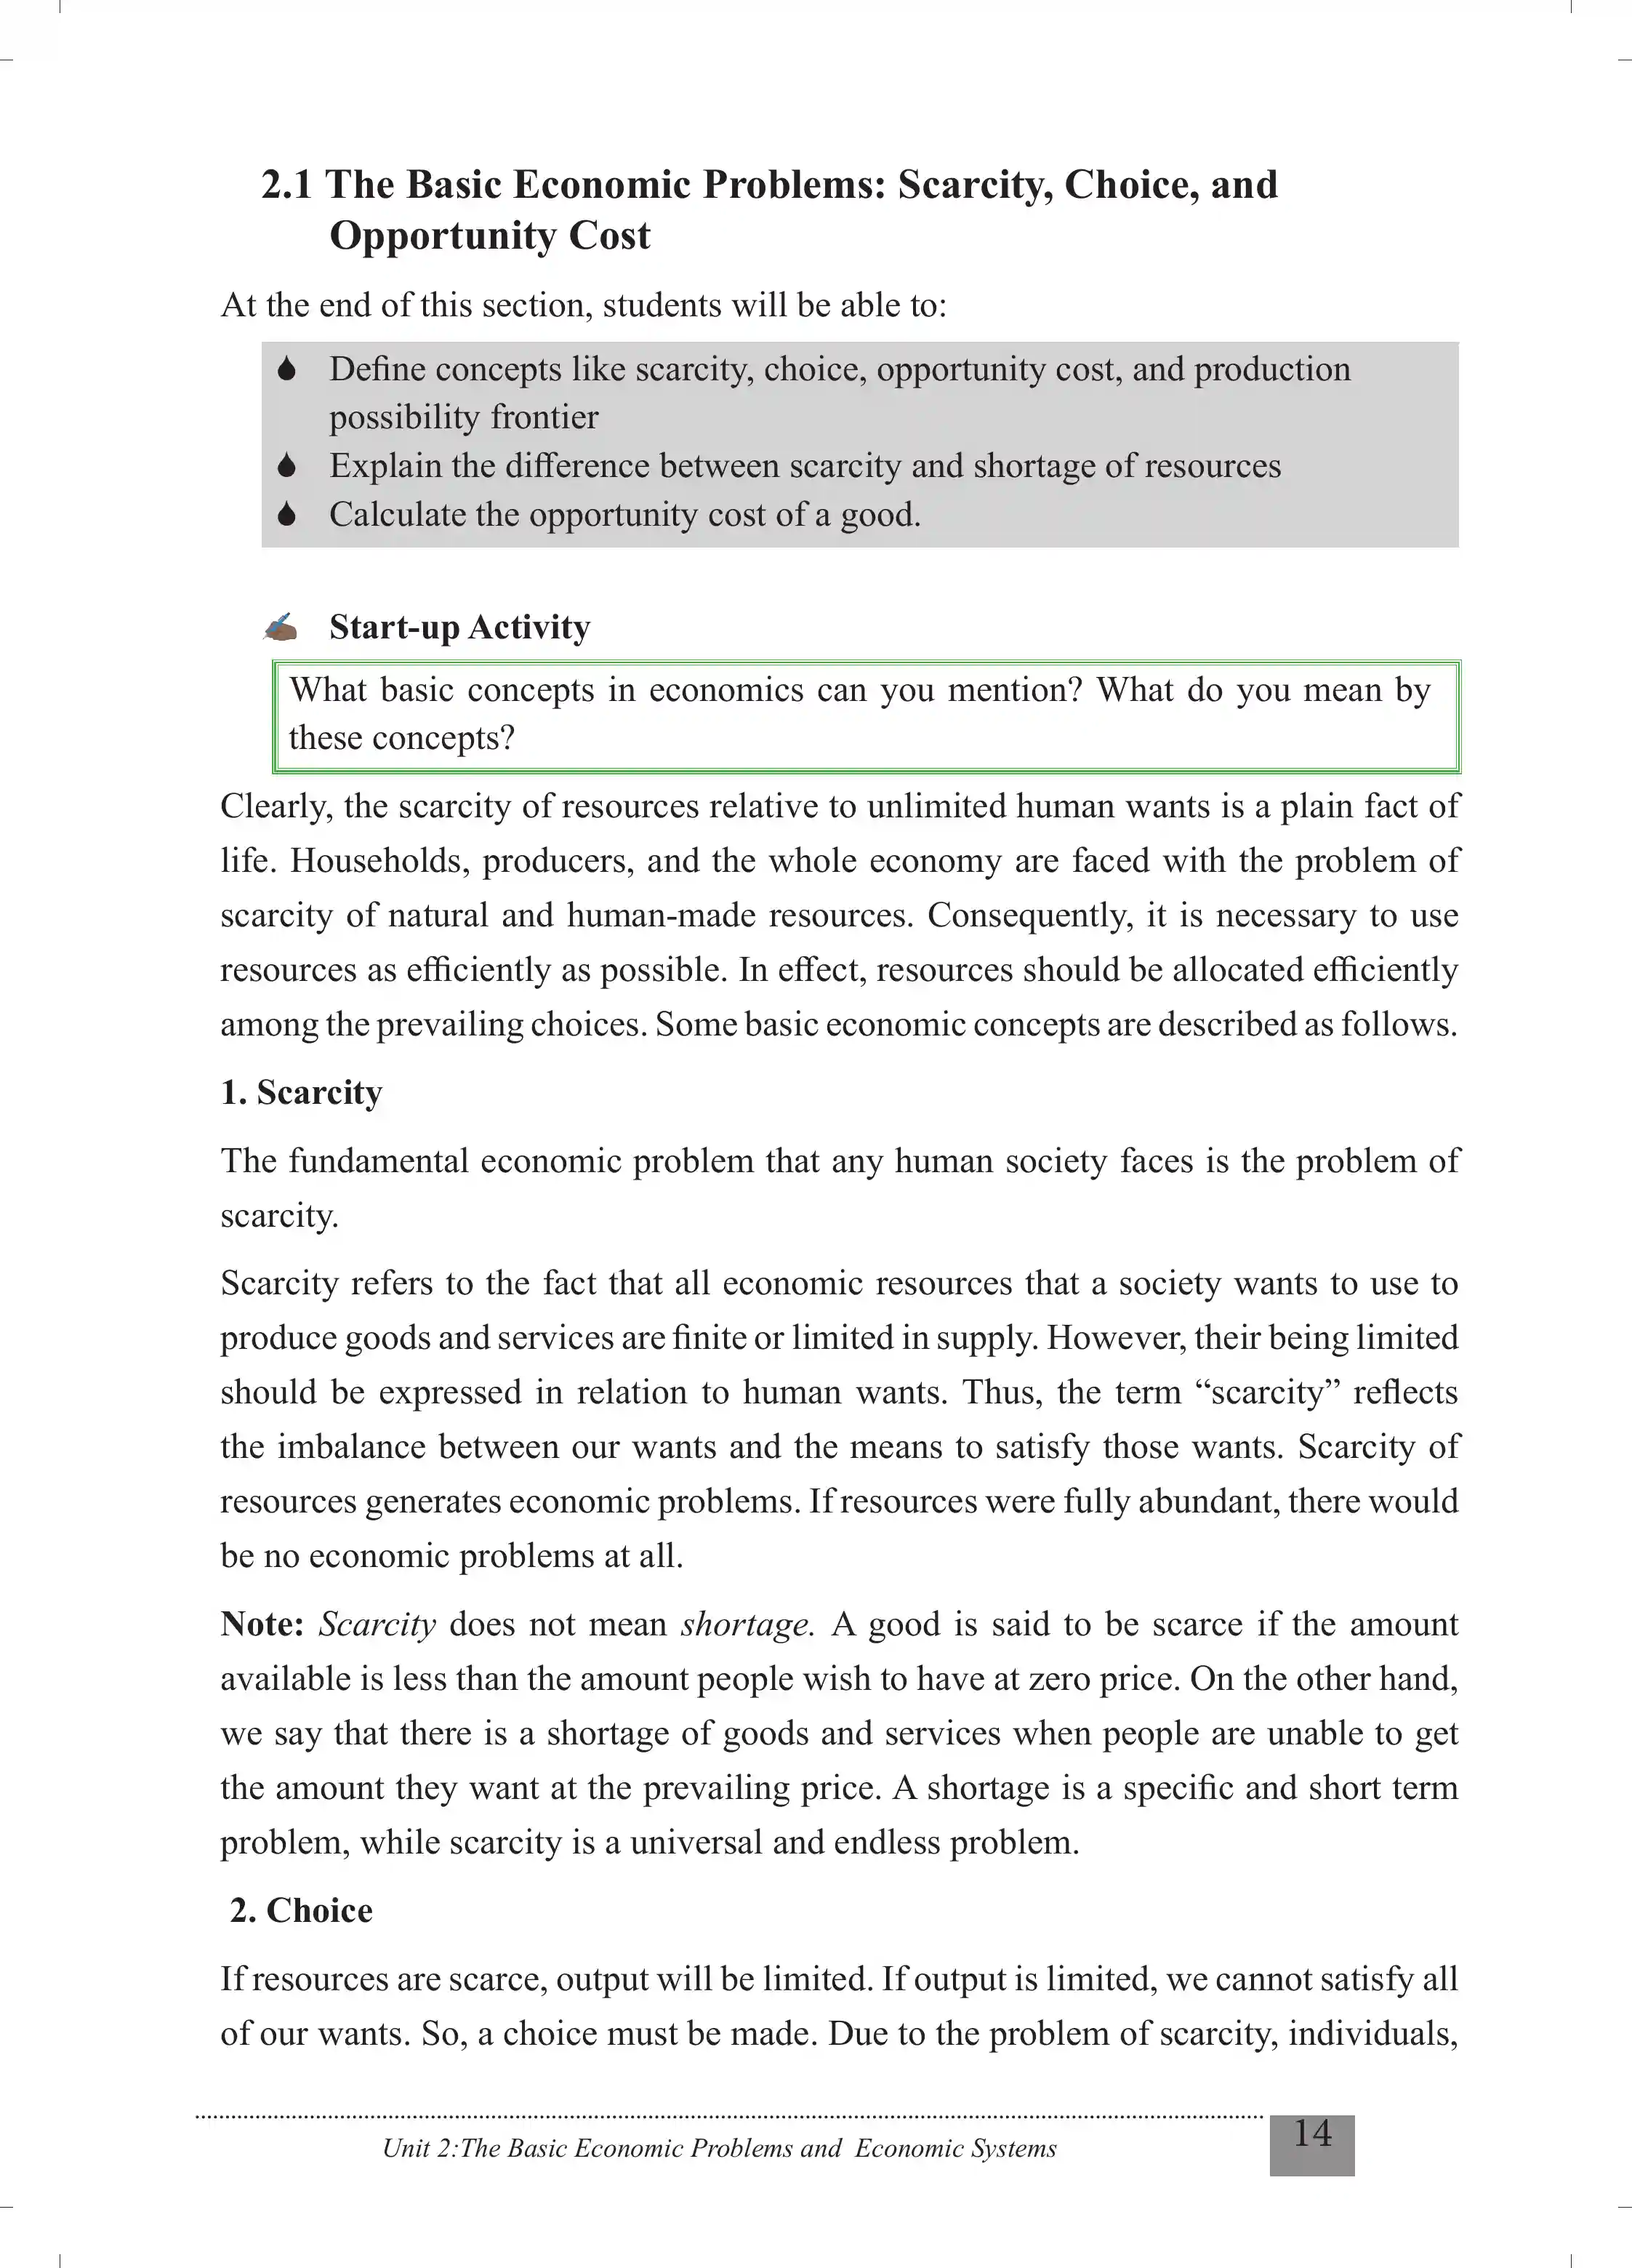 2.1 The Basic Economic Problems: Scarcity, Choice, and
Opportunity Cost
At the end of this section, students will be able to:
Define concepts like scarcity, choice, opportunity cost, and production
possibility frontier
Explain the difference between scarcity and shortage of resources
Calculate the opportunity cost of a good.
Start-up Activity
What basic concepts in economics can you mention? What do you mean by
these concepts?
Clearly, the scarcity of resources relative to unlimited human wants is a plain fact of
life. Households, producers, and the whole economy are faced with the problem of
scarcity of natural and human-made resources. Consequently, it is necessary to use
resources as efficiently as possible. In effect, resources should be allocated efficiently
among the prevailing choices. Some basic economic concepts are described as follows.
1. Scarcity
The fundamental economic problem that any human society faces is the problem of
scarcity.
Scarcity refers to the fact that all economic resources that a society wants to use to
produce goods and services are finite or limited in supply. However, their being limited
should be expressed in relation to human wants. Thus, the term “scarcity” reflects
the imbalance between our wants and the means to satisfy those wants. Scarcity of
resources generates economic problems. If resources were fully abundant, there would
be no economic problems at all.
Note: Scarcity does not mean shortage. A good is said to be scarce if the amount
available is less than the amount people wish to have at zero price. On the other hand,
we say that there is a shortage of goods and services when people are unable to get
the amount they want at the prevailing price. A shortage is a specific and short term
problem, while scarcity is a universal and endless problem.
2. Choice
If resources are scarce, output will be limited. If output is limited, we cannot satisfy all
of our wants. So, a choice must be made. Due to the problem of scarcity, individuals,
Unit 2:The Basic Economic Problems and Economic Systems
14